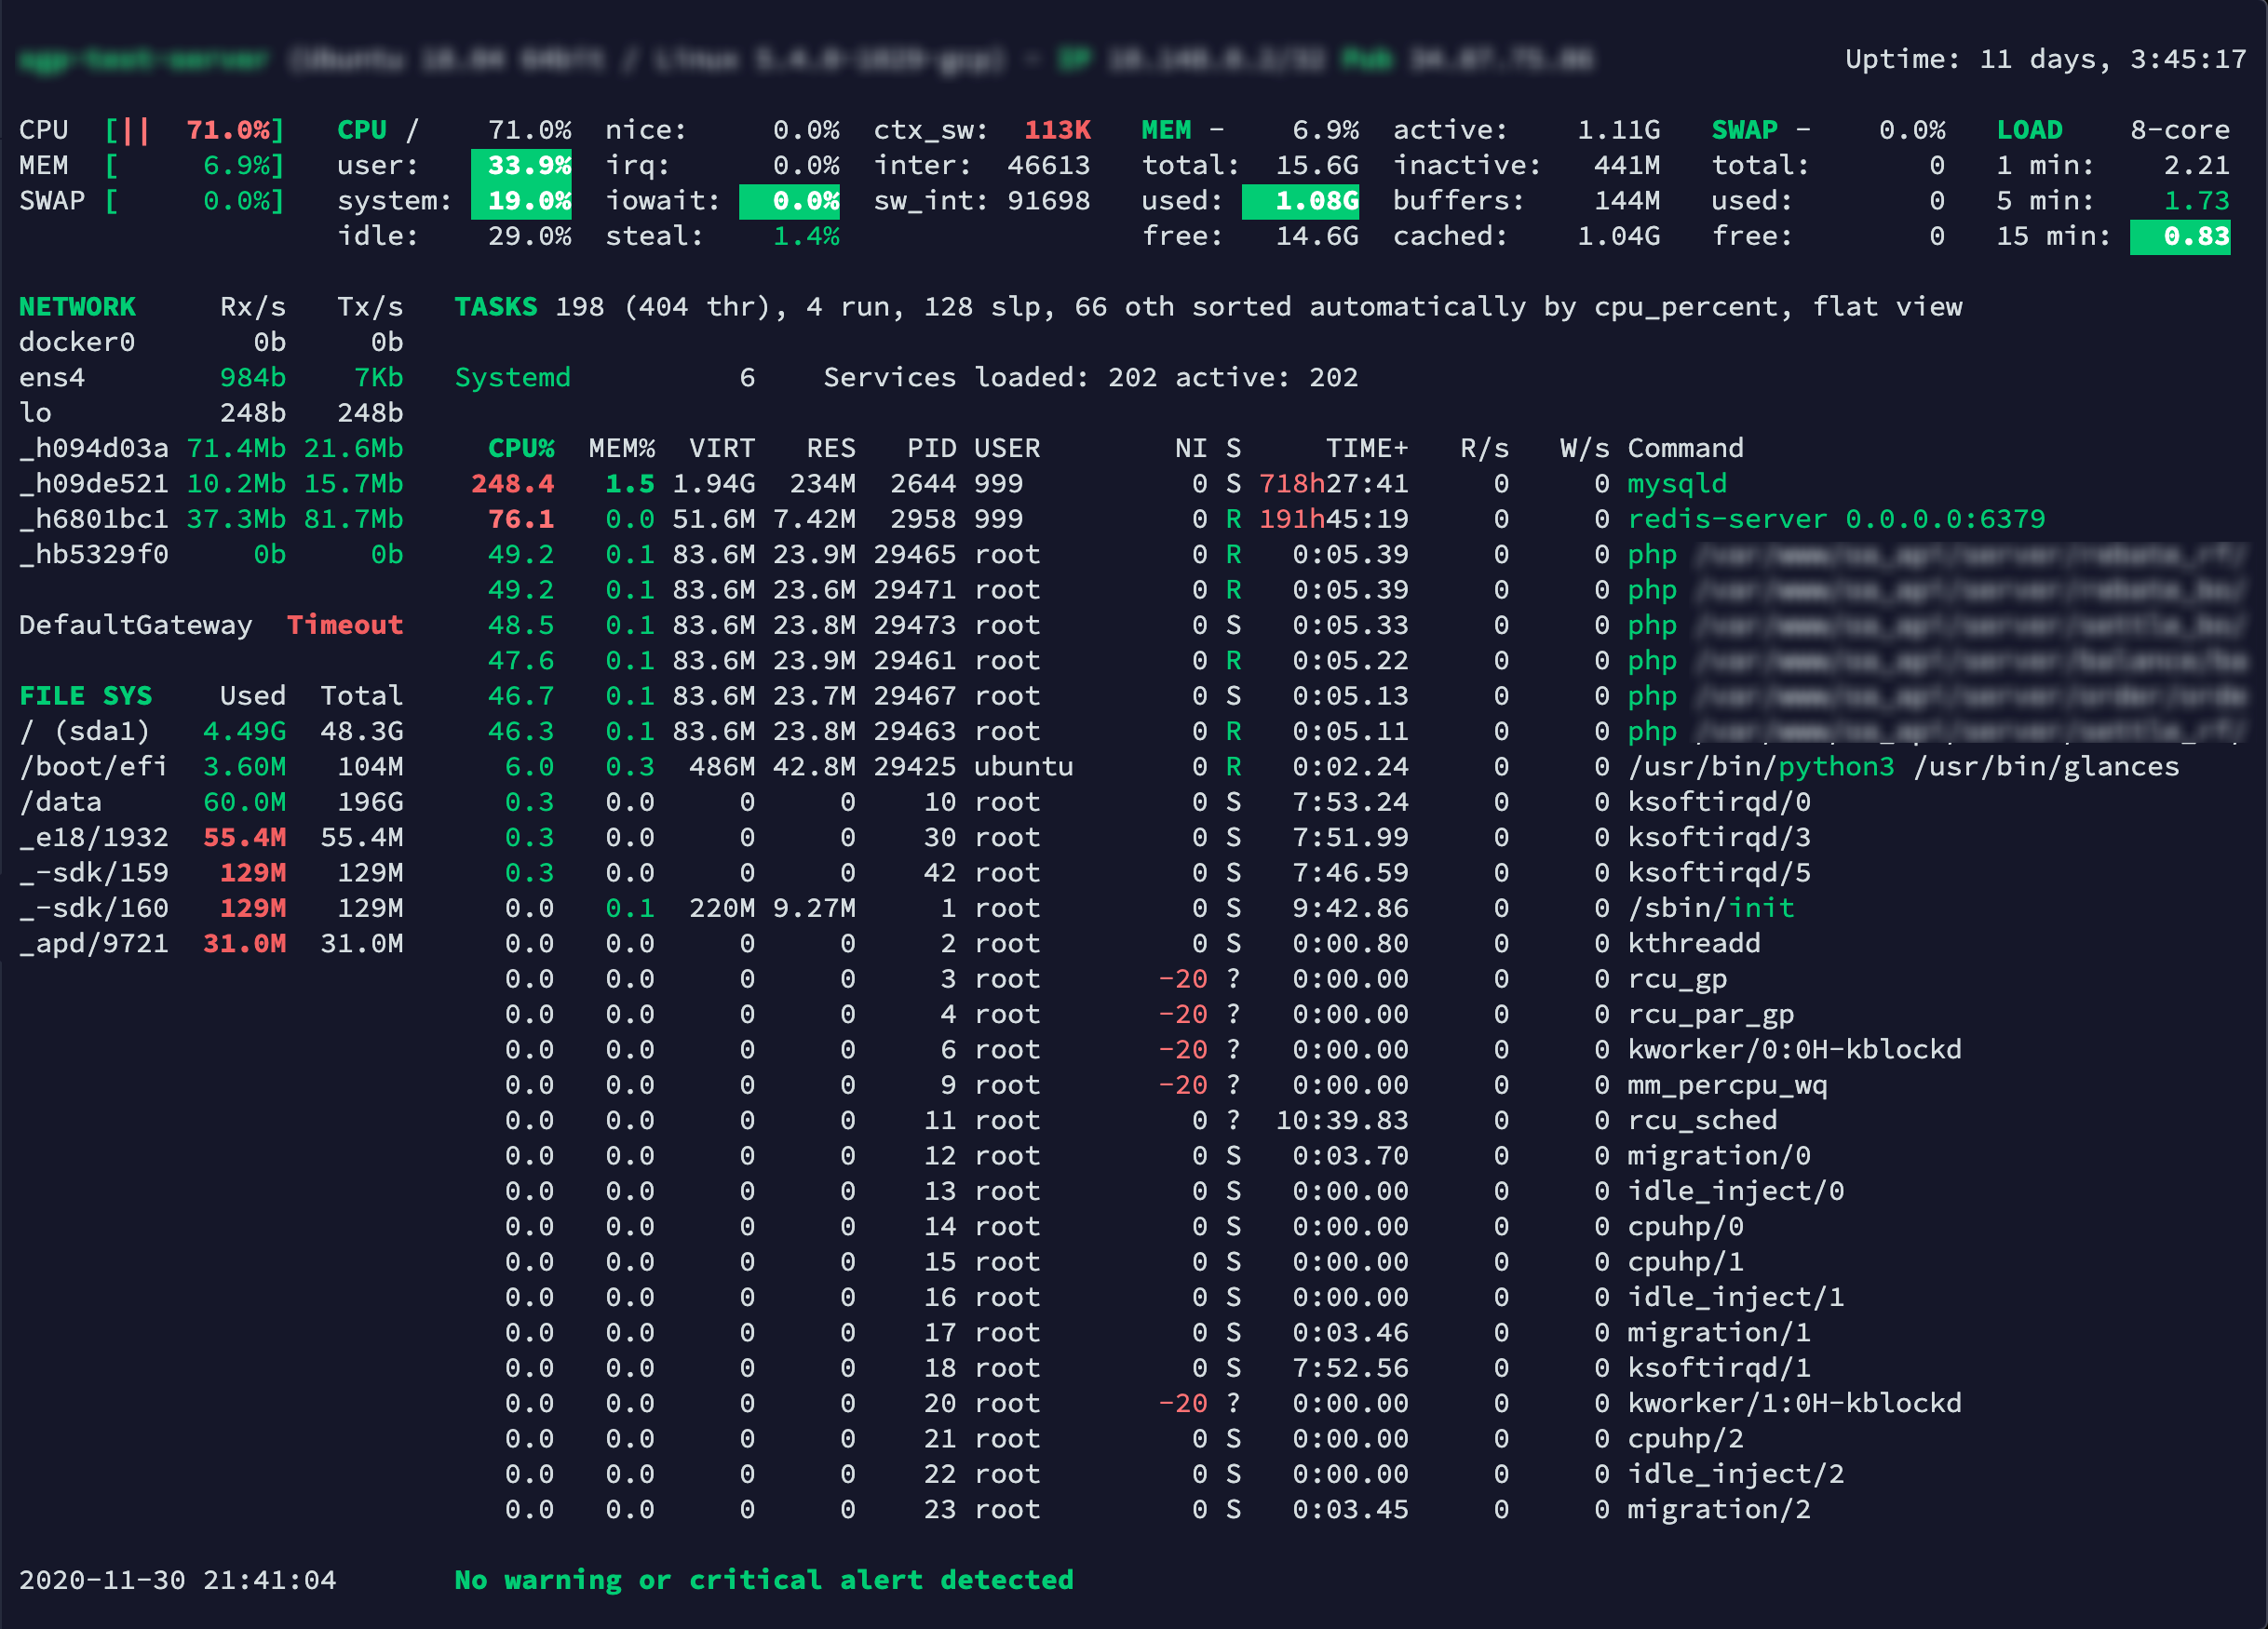 Uptime: 11 days, 3:45:17
CPU [|| 71.0%] CPU / 71.0% nice: 0.0% ctx_sw: 113K MEM - 6.9% active: 1.11G SWAP - 0.0% LOAD 8-core
MEM [ 6.9%] user: 33.9% irq: 0.0% inter: 46613 total: 15.6G inactive: 441M total: 0 1 min: 2.21
SWAP [ 0.0%] system: 19.0% iowait: 0.0% sw_int: 91698 used: 1.08G buffers: 144M used: 0 5 min: 1.73
idle: 29.0% steal: 1.4% free: 14.6G cached: 1.04G free: 0 15 min: 0.83
NETWORK Rx/s Tx/s TASKS 198 (404 thr), 4 run, 128 slp, 66 oth sorted automatically by cpu_percent, flat view
docker0 0b 0b
ens4 984b 7Kb Systemd 6 Services loaded: 202 active: 202
lo 248b 248b
_h094d03a 71.4Mb 21.6Mb CPU% MEM% VIRT RES PID USER NI S TIME+ R/s W/s Command
_h09de521 10.2Mb 15.7Mb 248.4 1.5 1.94G 234M 2644 999 0 S 718h27:41 0 0 mysqld
_h6801bc1 37.3Mb 81.7Mb 76.1 0.0 51.6M 7.42M 2958 999 0 R 191h45:19 0 0 redis-server 0.0.0.0:6379
_hb5329f0 0b 0b 49.2 0.1 83.6M 23.9M 29465 root 0 R 0:05.39 0 0 php
49.2 0.1 83.6M 23.6M 29471 root 0 R 0:05.39 0 0 php
DefaultGateway Timeout 48.5 0.1 83.6M 23.8M 29473 root 0 S 0:05.33 0 0 php
47.6 0.1 83.6M 23.9M 29461 root 0 R 0:05.22 0 0 php
FILE SYS Used Total 46.7 0.1 83.6M 23.7M 29467 root 0 S 0:05.13 0 0 php
/ (sda1) 4.49G 48.3G 46.3 0.1 83.6M 23.8M 29463 root 0 R 0:05.11 0 0 php
/boot/efi 3.60M 104M 6.0 0.3 486M 42.8M 29425 ubuntu 0 R 0:02.24 0 0 /usr/bin/python3 /usr/bin/glances
/data 60.0M 196G 0.3 0.0 0 0 10 root 0 S 7:53.24 0 0 ksoftirqd/0
_e18/1932 55.4M 55.4M 0.3 0.0 0 0 30 root 0 S 7:51.99 0 0 ksoftirqd/3
_-sdk/159 129M 129M 0.3 0.0 0 0 42 root 0 S 7:46.59 0 0 ksoftirqd/5
_-sdk/160 129M 129M 0.0 0.1 220M 9.27M 1 root 0 S 9:42.86 0 0 /sbin/init
_apd/9721 31.0M 31.0M 0.0 0.0 0 0 2 root 0 S 0:00.80 0 0 kthreadd
0.0 0.0 0 0 3 root -20 ? 0:00.00 0 0 rcu_gp
0.0 0.0 0 0 4 root -20 ? 0:00.00 0 0 rcu_par_gp
0.0 0.0 0 0 6 root -20 ? 0:00.00 0 0 kworker/0:0H-kblockd
0.0 0.0 0 0 9 root -20 ? 0:00.00 0 0 mm_percpu_wq
0.0 0.0 0 0 11 root 0 ? 10:39.83 0 0 rcu_sched
0.0 0.0 0 0 12 root 0 S 0:03.70 0 0 migration/0
0.0 0.0 0 0 13 root 0 S 0:00.00 0 0 idle_inject/0
0.0 0.0 0 0 14 root 0 S 0:00.00 0 0 cpuhp/0
0.0 0.0 0 0 15 root 0 S 0:00.00 0 0 cpuhp/1
0.0 0.0 0 0 16 root 0 S 0:00.00 0 0 idle_inject/1
0.0 0.0 0 0 17 root 0 S 0:03.46 0 0 migration/1
0.0 0.0 0 0 18 root 0 S 7:52.56 0 0 ksoftirqd/1
0.0 0.0 0 0 20 root -20 ? 0:00.00 0 0 kworker/1:0H-kblockd
0.0 0.0 0 0 21 root 0 S 0:00.00 0 0 cpuhp/2
0.0 0.0 0 0 22 root 0 S 0:00.00 0 0 idle_inject/2
0.0 0.0 0 0 23 root 0 S 0:03.45 0 0 migration/2
2020-11-30 21:41:04 No warning or critical alert detected